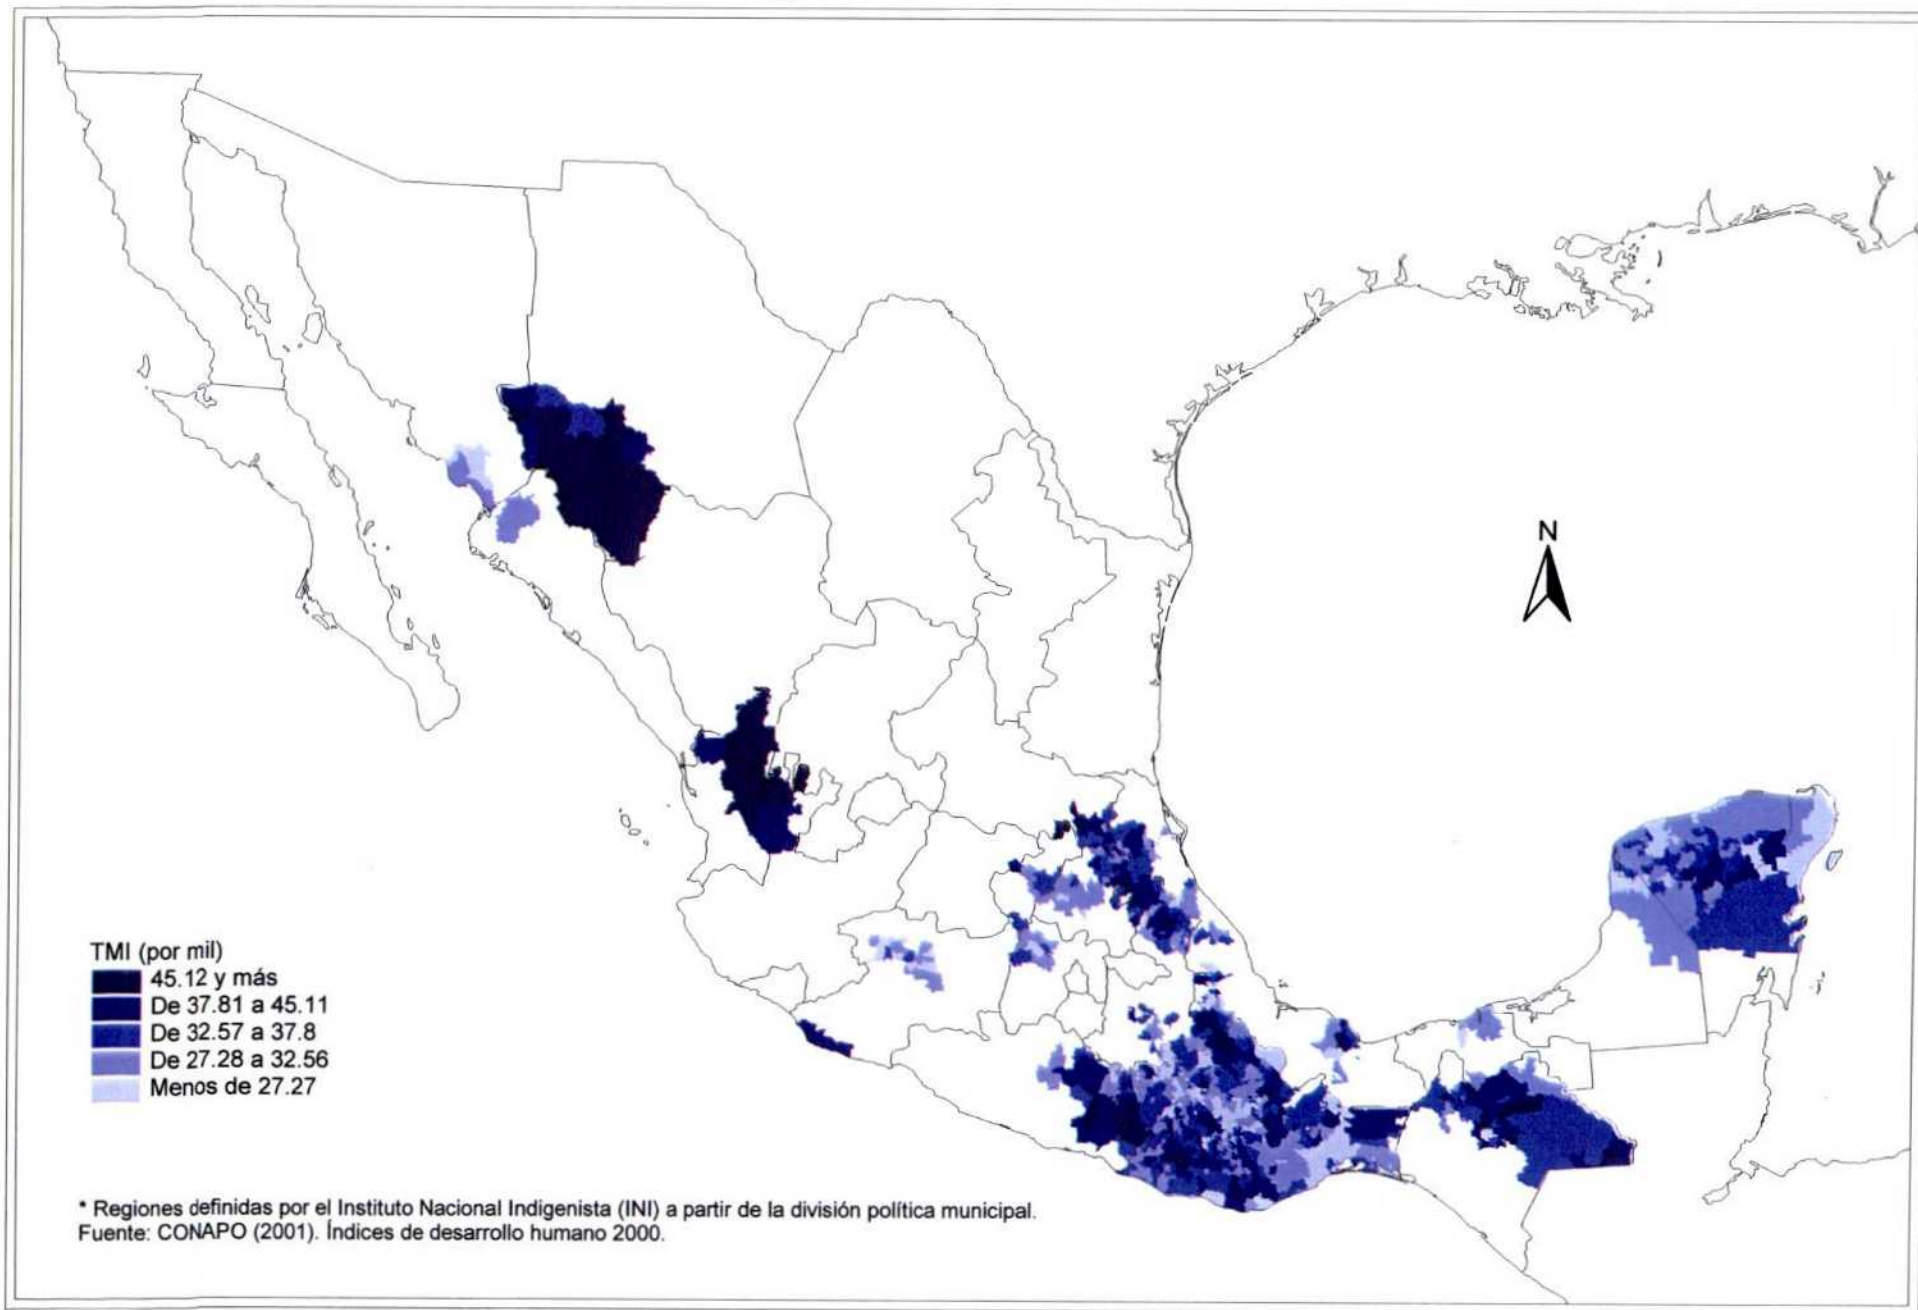 N
TMI (por mil)
45.12 y más
De 37.81 a 45.11
De 32.57 a 37.8
De 27.28 a 32.56
Menos de 27.27
* Regiones definidas por el Instituto Nacional Indigenista (INI) a partir de la división política municipal.
Fuente: CONAPO (2001). Índices de desarrollo humano 2000.